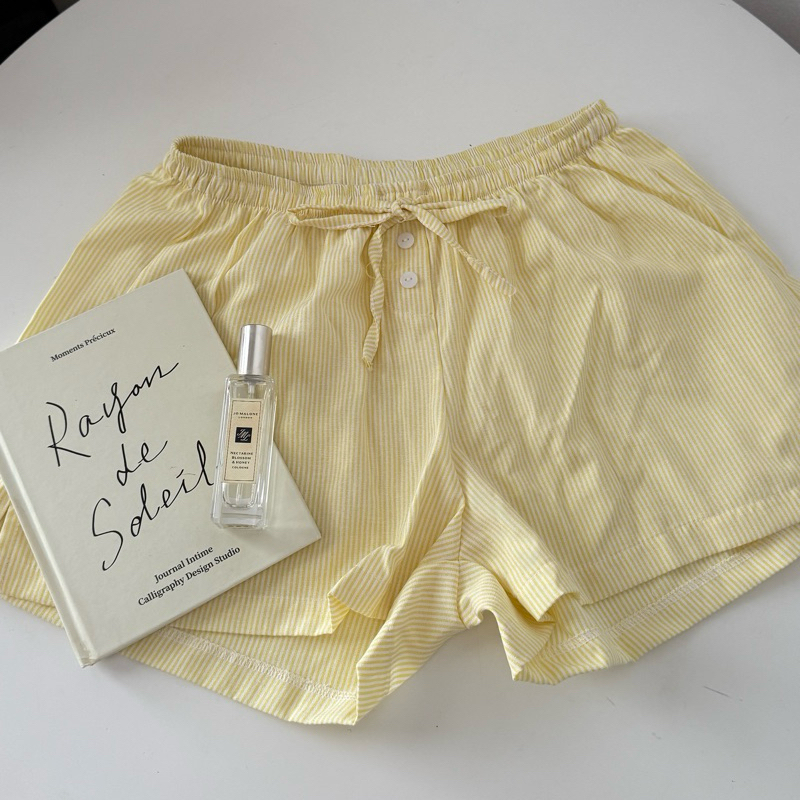 Moments Précieux
Rayon
de
Soleil
Journal Intime
Calligraphy Design Studio
JO MALONE
LONDON
NECTARINE
BLOSSOM
& HONEY
COLOGNE